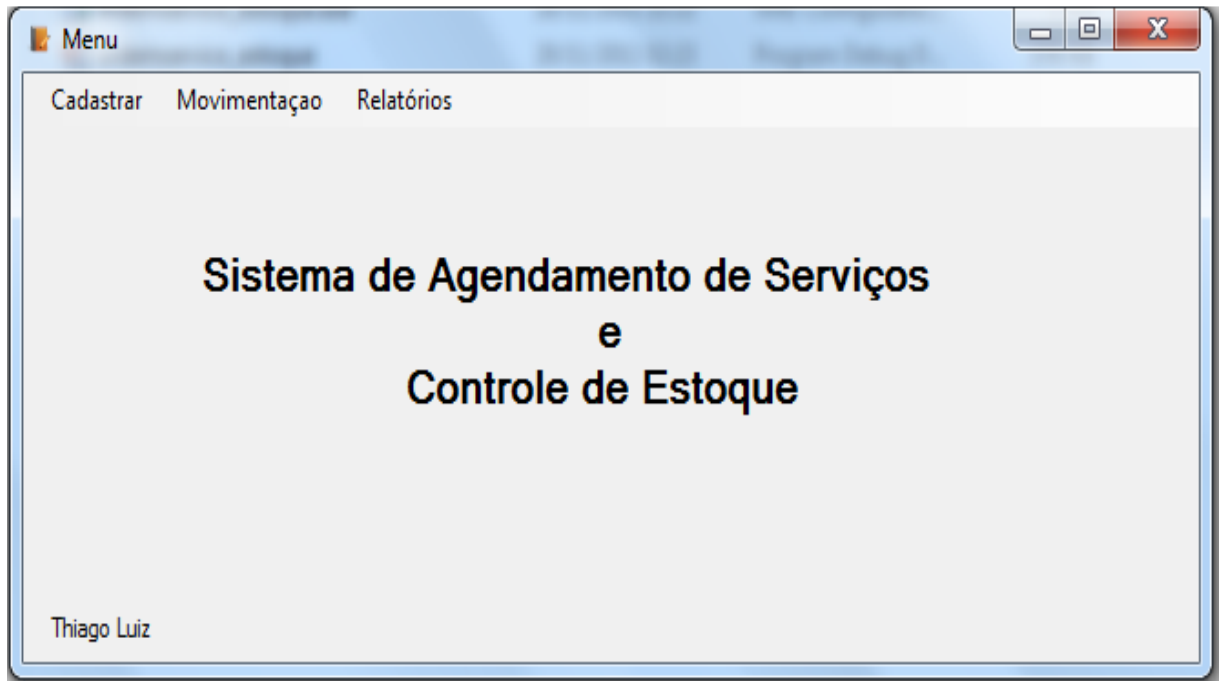 Menu
Cadastrar Movimentaçao Relatórios
Sistema de Agendamento de Serviços
e
Controle de Estoque
Thiago Luiz